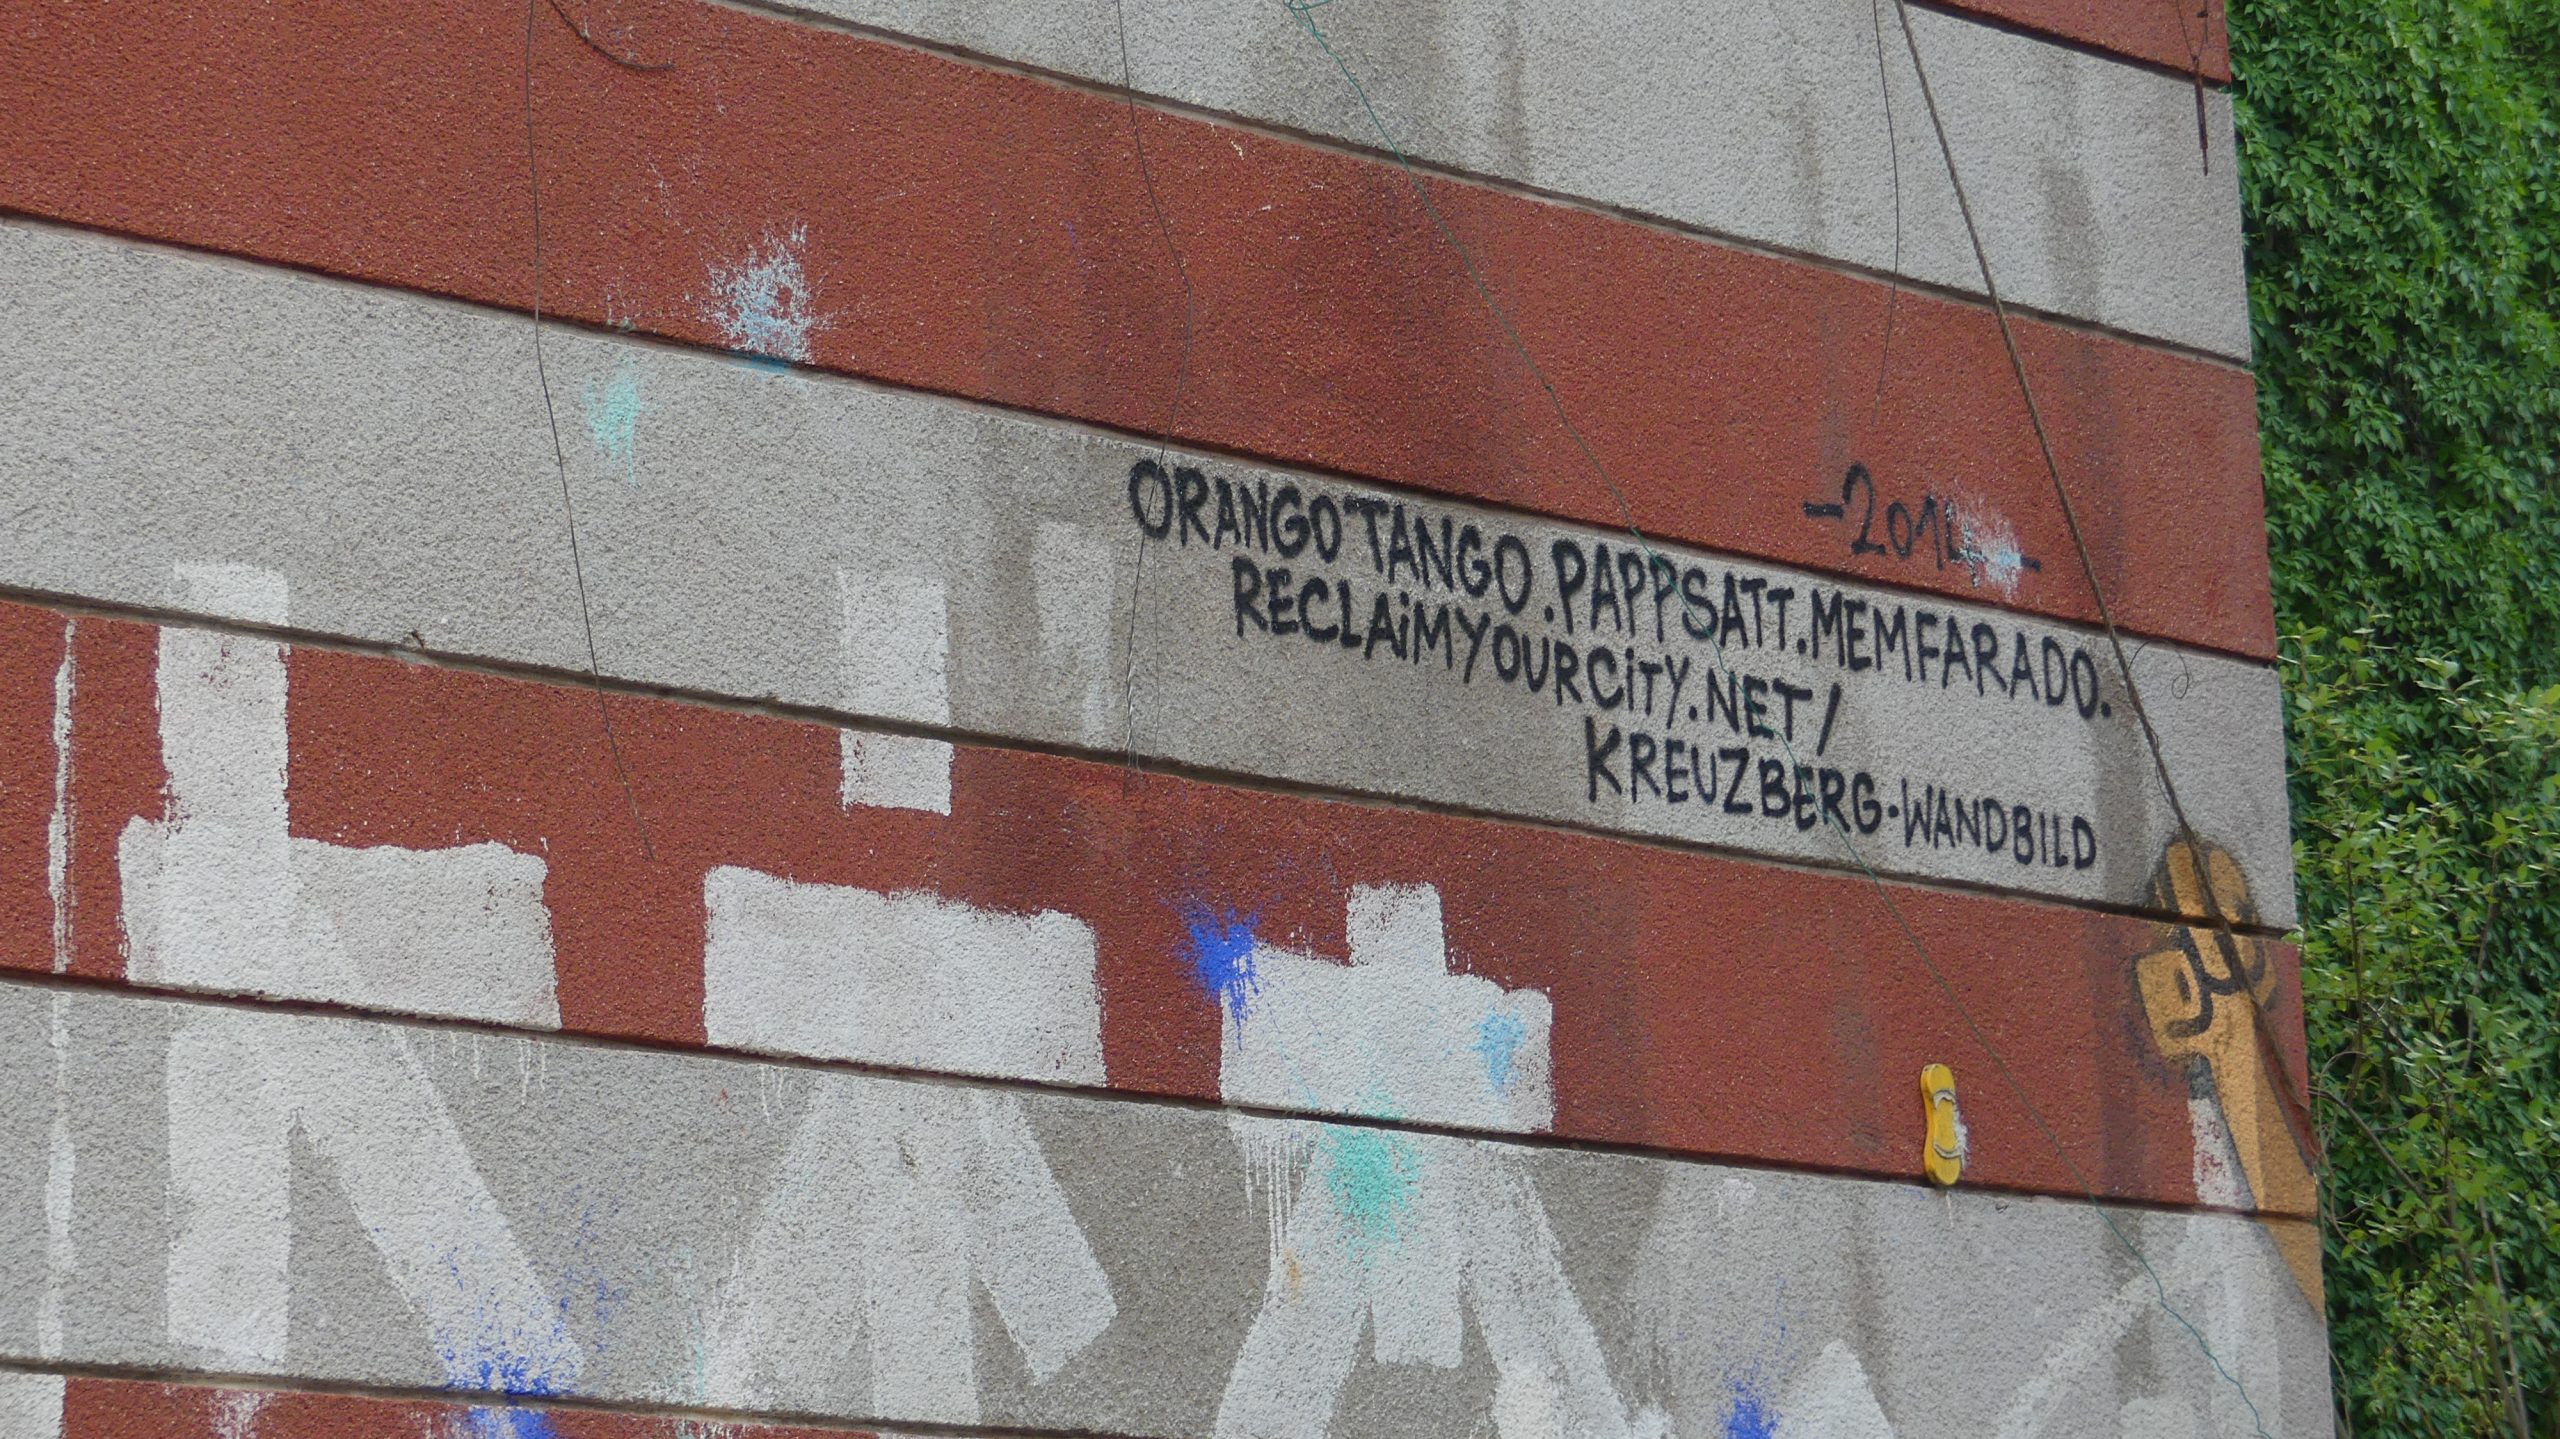 -2014-
ORANGOTANGO.PAPPSATT.MEMFARADO.
RECLAiMYOURCiTY.NET/
KREUZBERG-WANDBILD